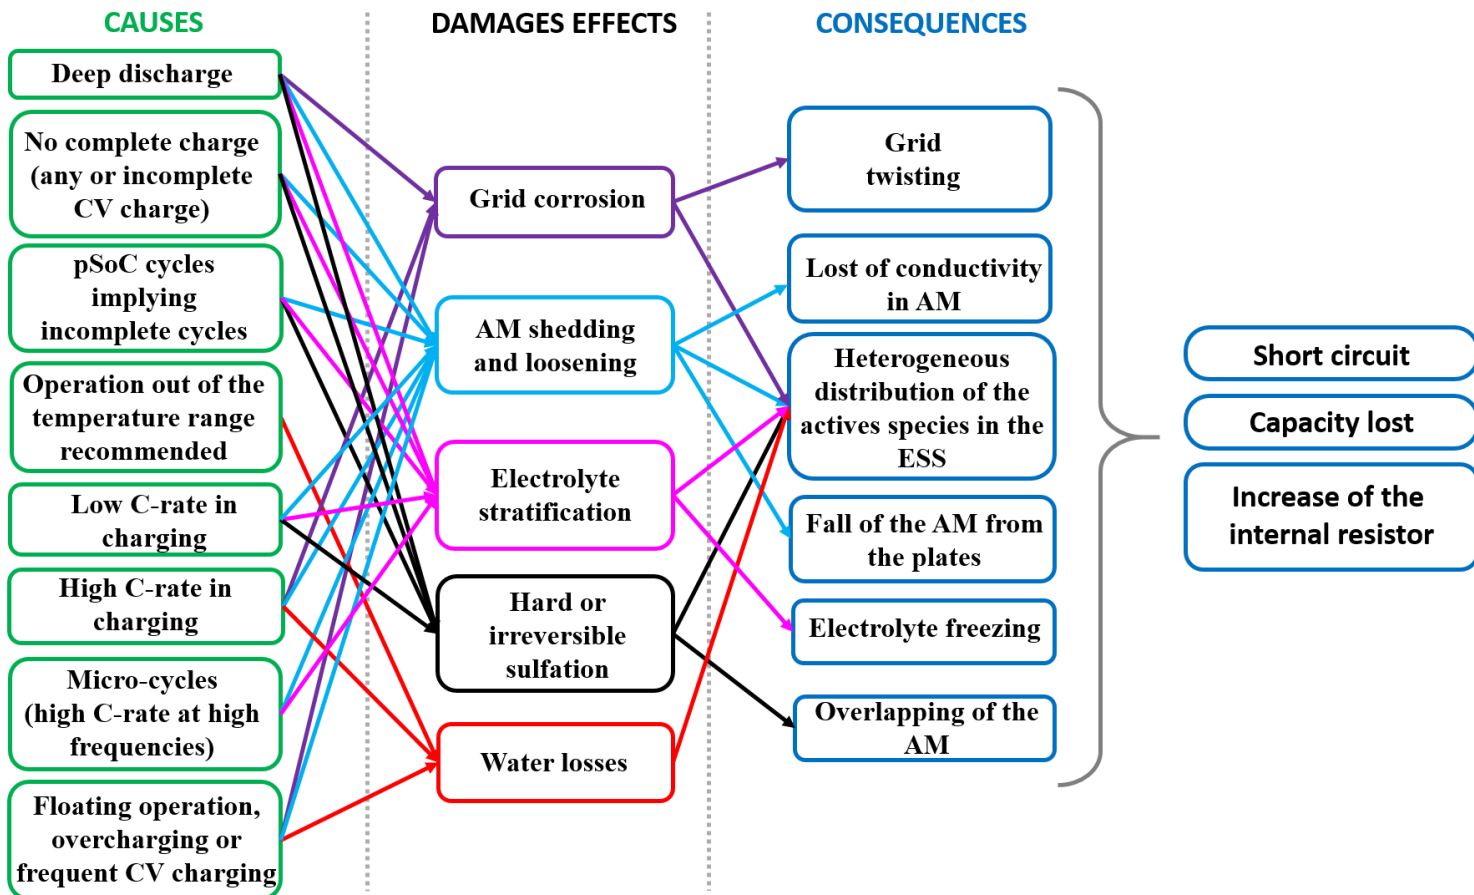 CAUSES
DAMAGES EFFECTS
CONSEQUENCES
Deep discharge
No complete charge
(any or incomplete
CV charge)
pSoC cycles
implying
incomplete cycles
Operation out of the
temperature range
recommended
Low C-rate in
charging
High C-rate in
charging
Micro-cycles
(high C-rate at high
frequencies)
Floating operation,
overcharging or
frequent CV charging
Grid corrosion
AM shedding
and loosening
Electrolyte
stratification
Hard or
irreversible
sulfation
Water losses
Grid
twisting
Lost of conductivity
in AM
Heterogeneous
distribution of the
actives species in the
ESS
Fall of the AM from
the plates
Electrolyte freezing
Overlapping of the
AM
Short circuit
Capacity lost
Increase of the
internal resistor